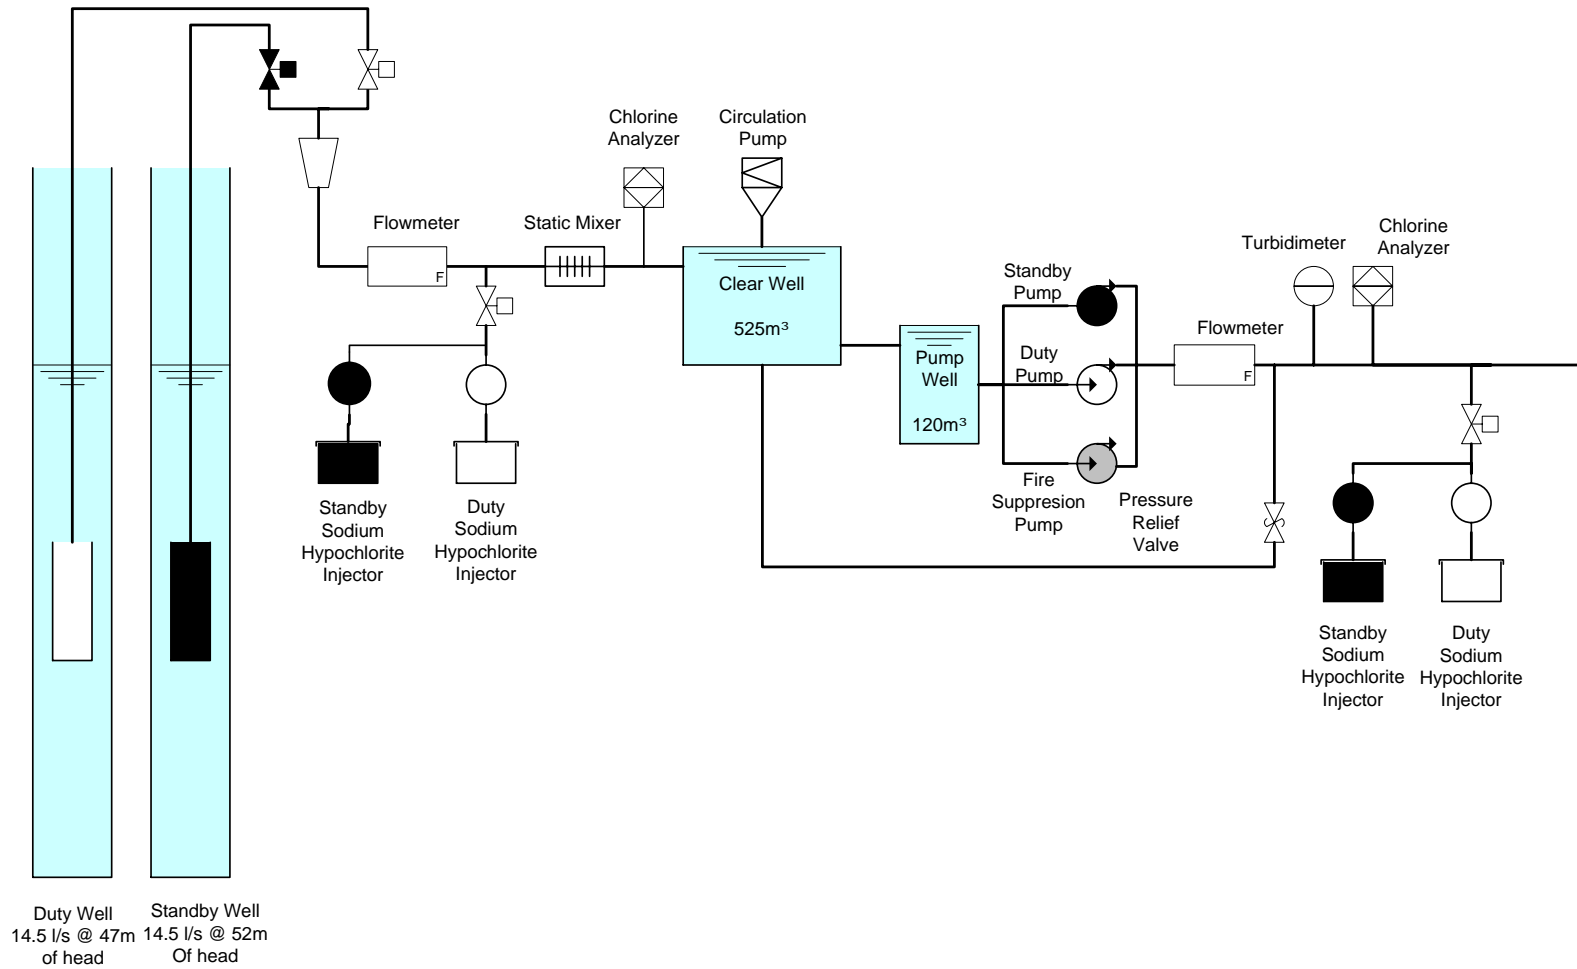 Chlorine
Analyzer
Circulation
Pump
Flowmeter
F
Static Mixer
Clear Well
525m³
Standby
Pump
Duty
Pump
Pump
Well
120m³
Fire
Suppresion
Pump
Pressure
Relief
Valve
Flowmeter
F
Turbidimeter
Chlorine
Analyzer
Standby
Sodium
Hypochlorite
Injector
Duty
Sodium
Hypochlorite
Injector
Standby
Sodium
Hypochlorite
Injector
Duty
Sodium
Hypochlorite
Injector
Duty Well
14.5 l/s @ 47m
of head
Standby Well
14.5 l/s @ 52m
Of head